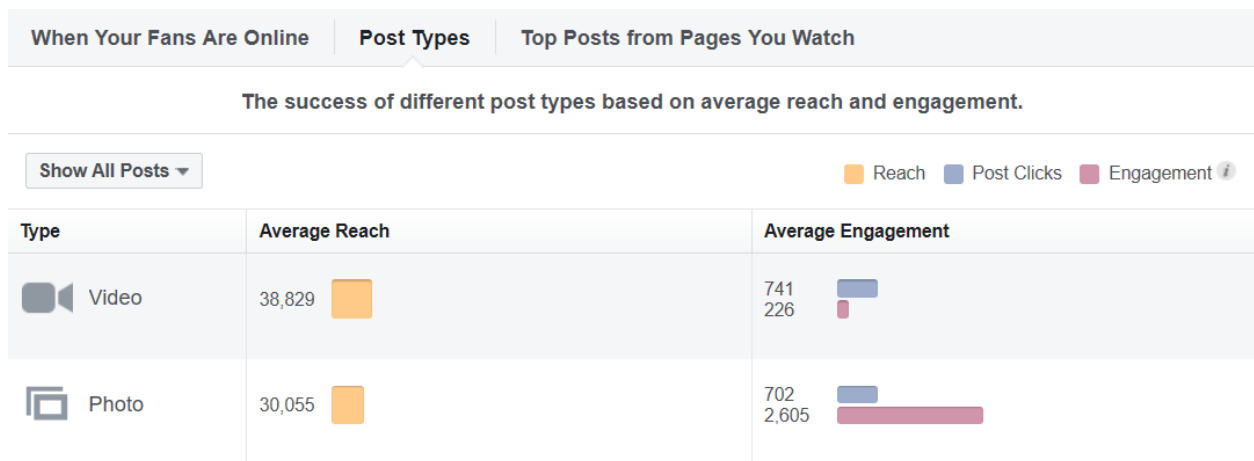 When Your Fans Are Online Post Types Top Posts from Pages You Watch
The success of different post types based on average reach and engagement.
Show All Posts Reach Post Clicks Engagement i
Type Average Reach Average Engagement
Video 38,829 741
226
Photo 30,055 702
2,605